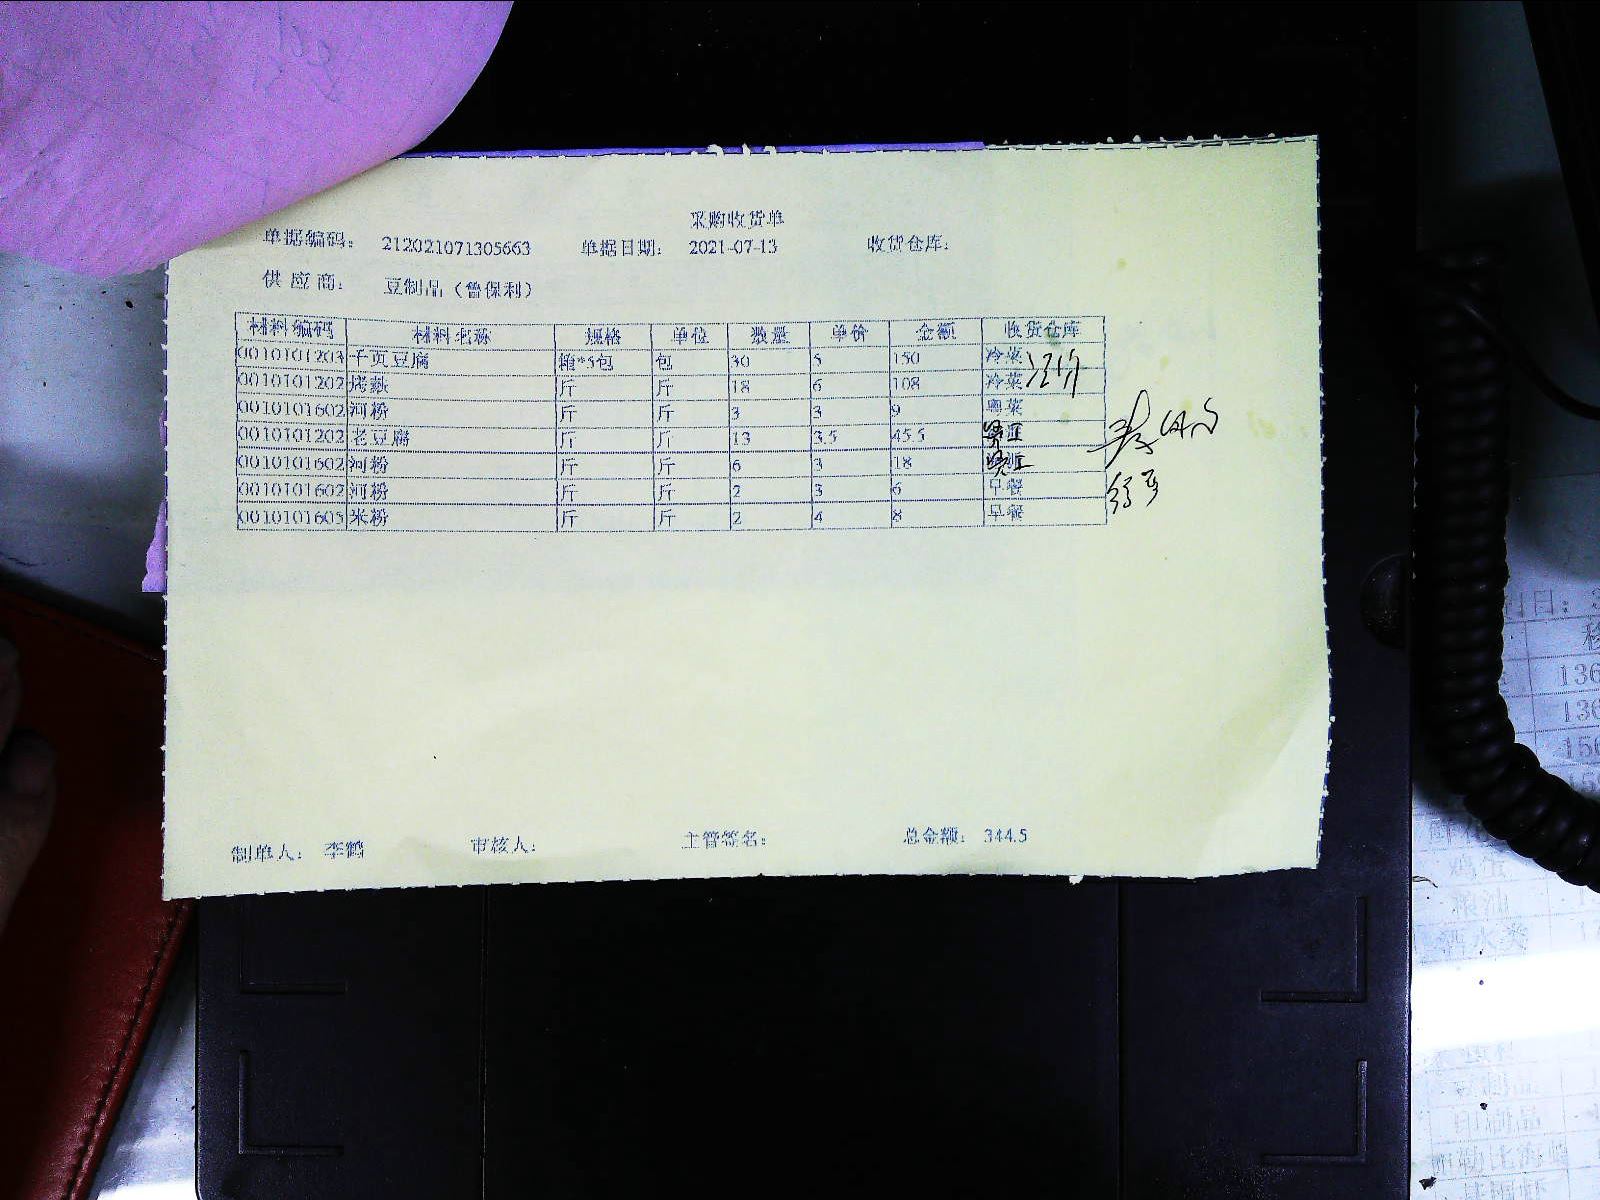 采购收货单
单据编码： 212021071305663 单据日期： 2021-07-13 收货仓库：
供 应 商： 豆制品（鲁保利）
材料编码 材料名称 规格 单位 数量 单价 金额 收货仓库
0010101203 千页豆腐 箱*5包 包 30 5 150 冷菜
0010101202 烤麸 斤 斤 18 6 108 冷菜
0010101602 河粉 斤 斤 3 3 9 粤菜
0010101202 老豆腐 斤 斤 13 3.5 45.5
0010101602 河粉 斤 斤 6 3 18
0010101602 河粉 斤 斤 2 3 6 早餐
0010101605 米粉 斤 斤 2 4 8 早餐
制单人： 李鹤 审核人： 主管签名： 总金额： 344.5
鸡蛋
粮油
酒水类